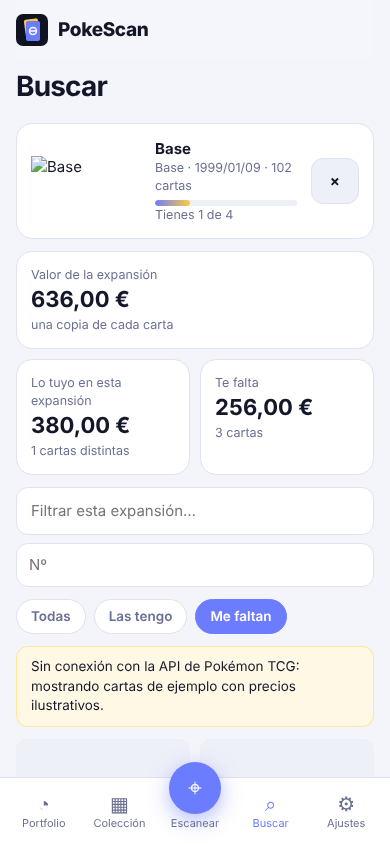 PokeScan
Buscar
Base
Base
Base · 1999/01/09 · 102
cartas
×
Tienes 1 de 4
Valor de la expansión
636,00 €
una copia de cada carta
Lo tuyo en esta
expansión
380,00 €
1 cartas distintas
Te falta
256,00 €
3 cartas
Filtrar esta expansión...
Nº
Todas
Las tengo
Me faltan
Sin conexión con la API de Pokémon TCG:
mostrando cartas de ejemplo con precios
ilustrativos.
Portfolio
Colección
Escanear
Buscar
Ajustes